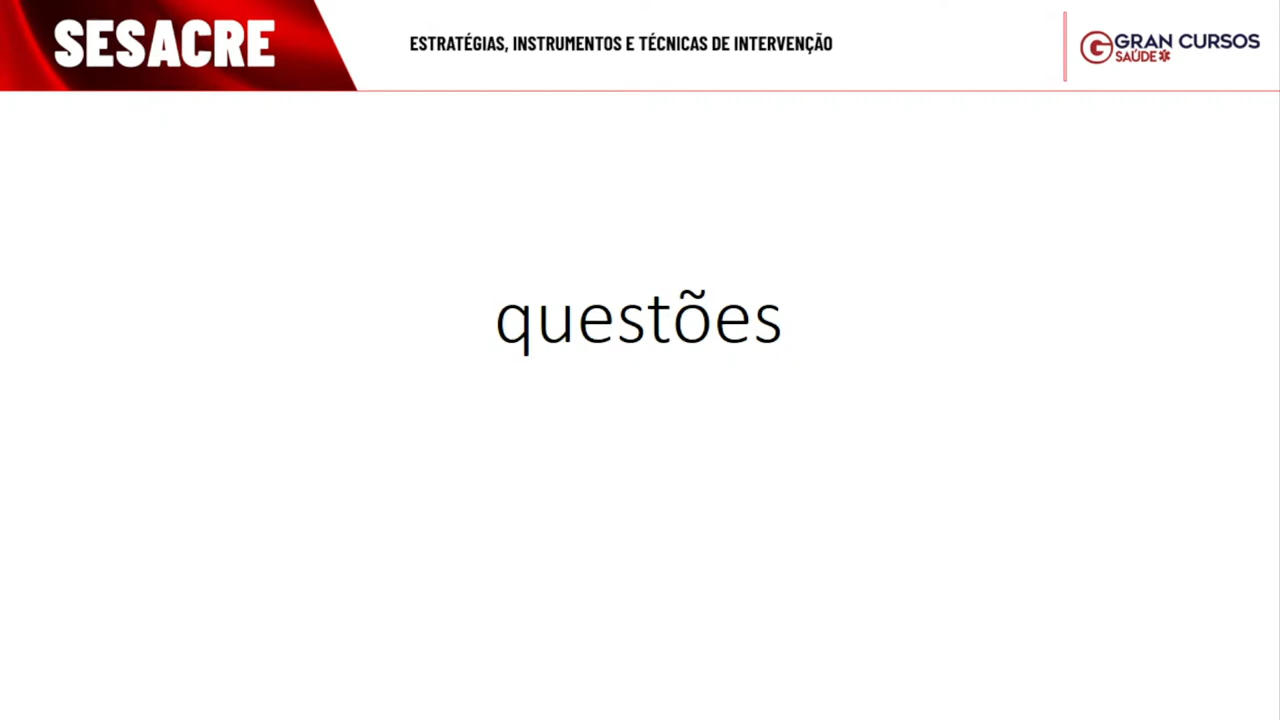 SESACRE
ESTRATÉGIAS, INSTRUMENTOS E TÉCNICAS DE INTERVENÇÃO
G GRAN CURSOS
SAÚDE
questões